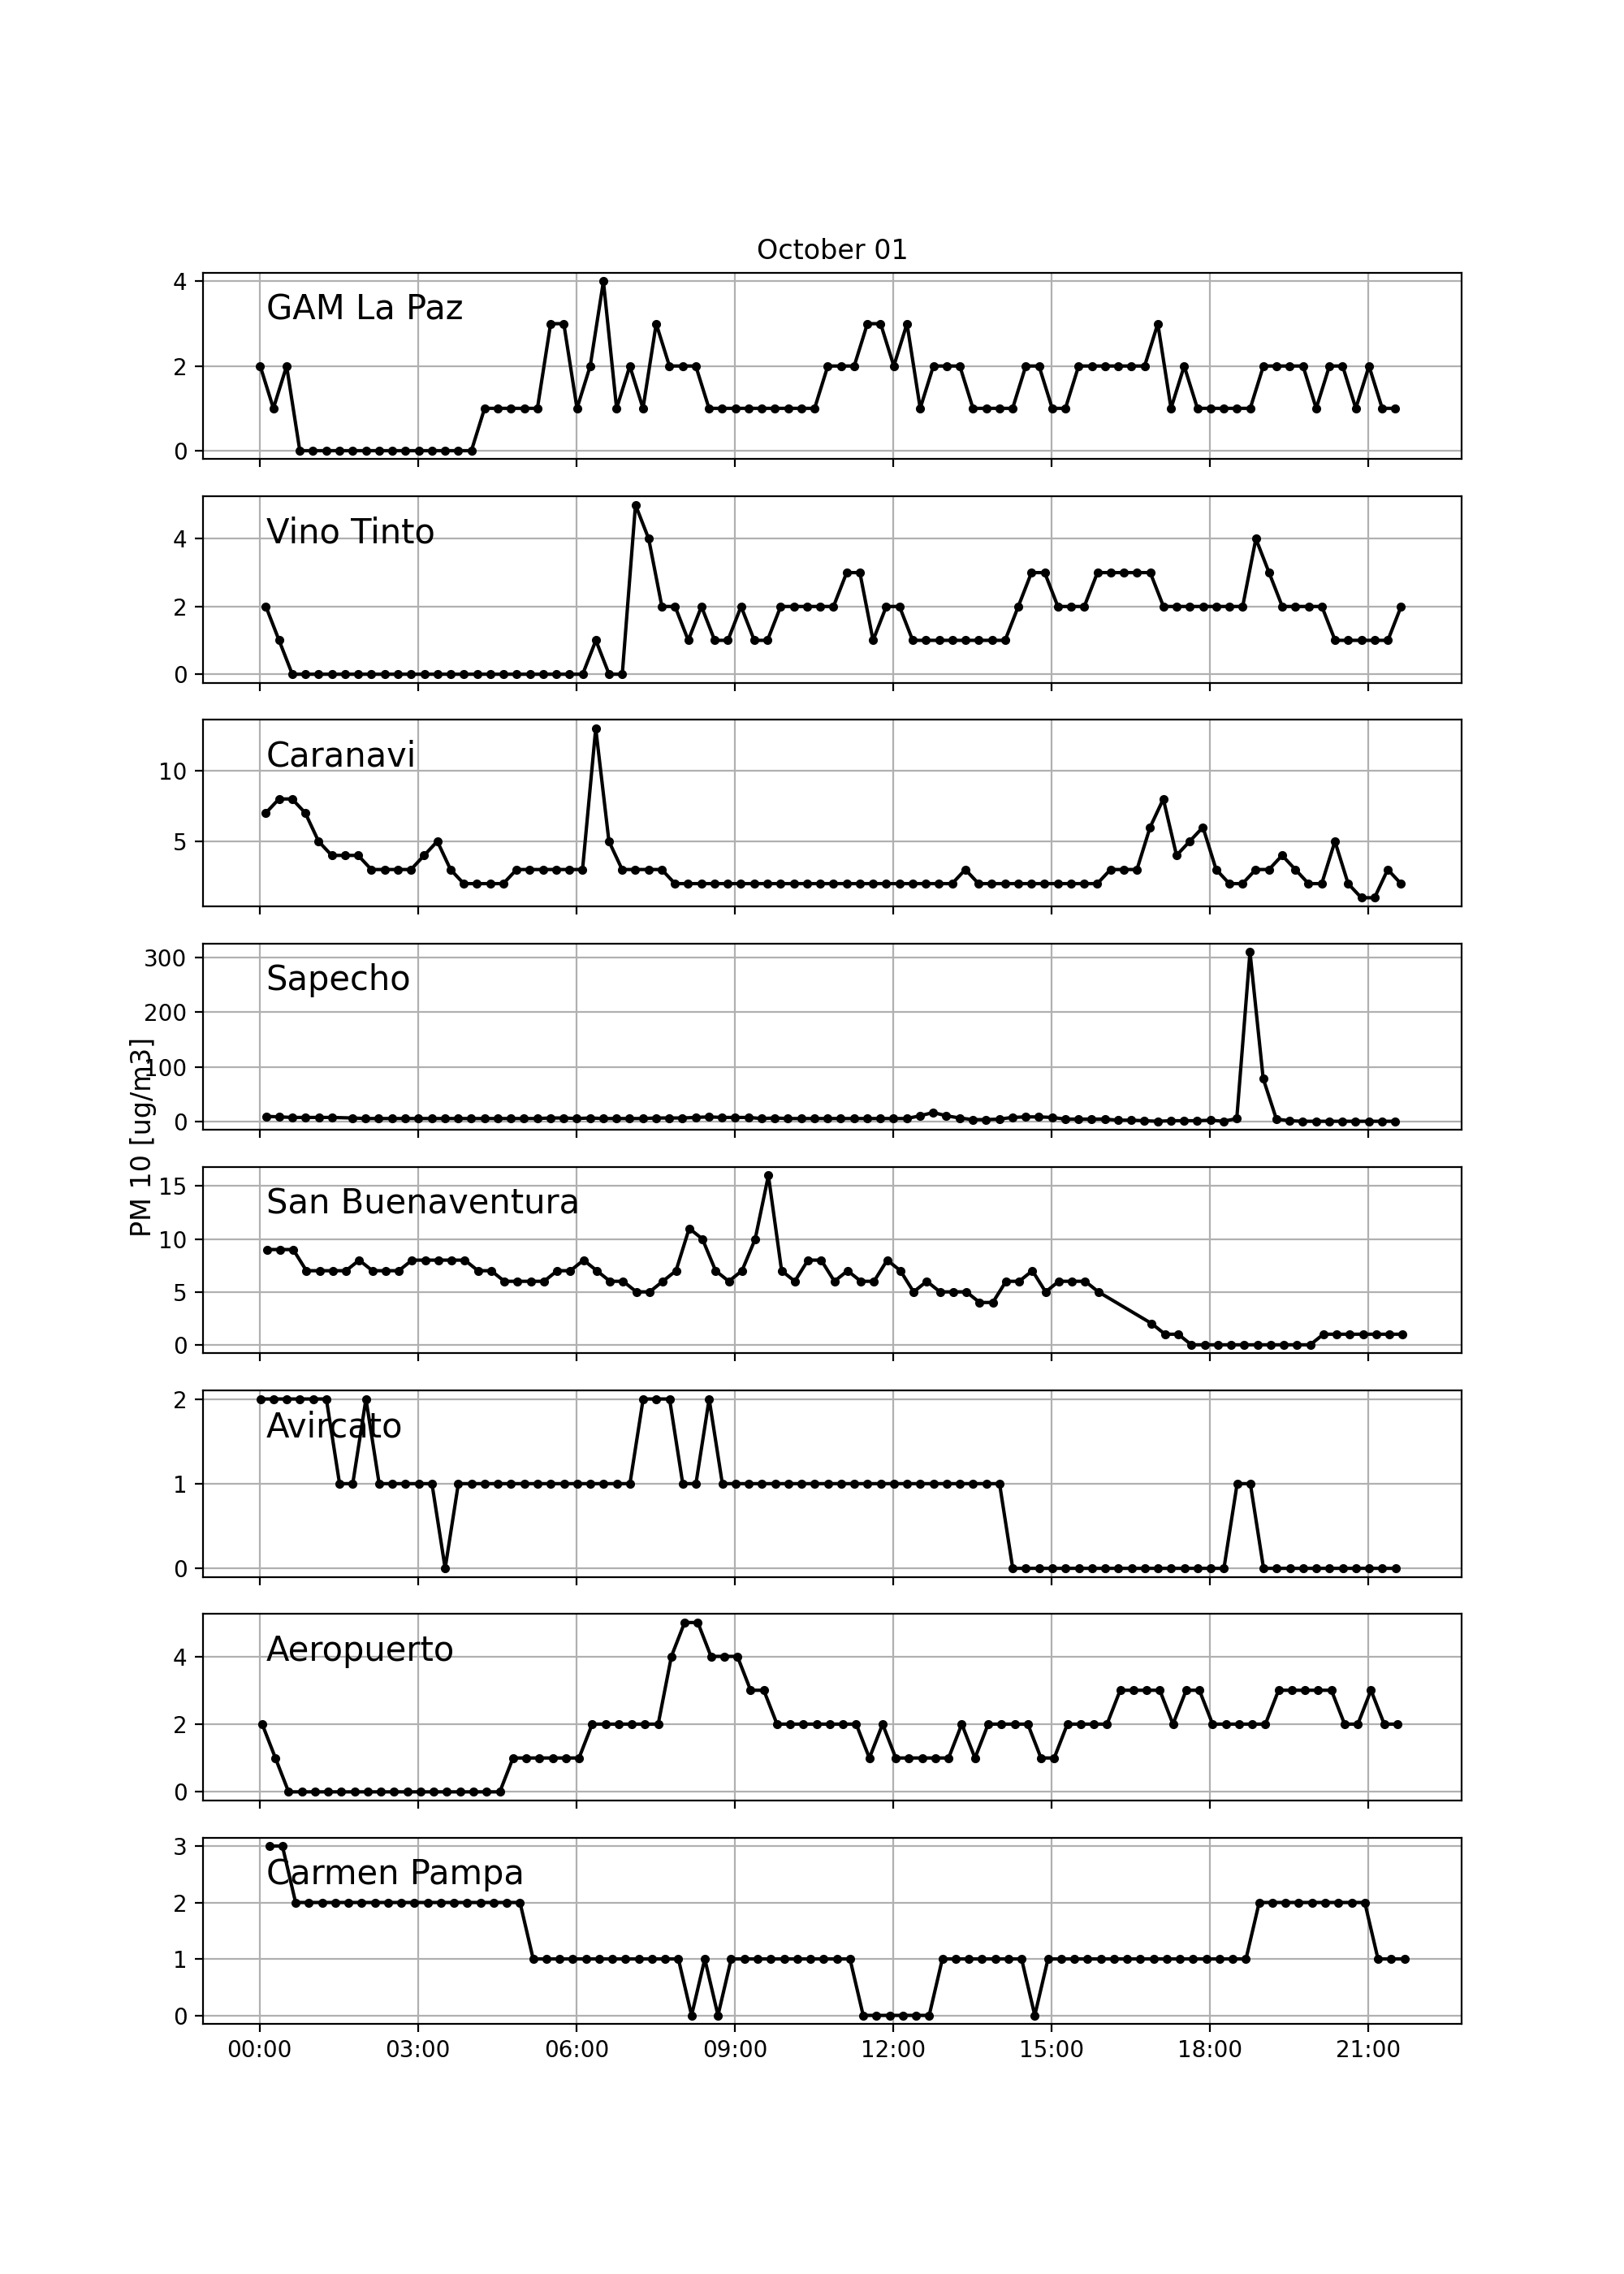 October 01
4
GAM La Paz
2
0
Vino Tinto
4
2
0
Caranavi
10
5
300
Sapecho
200
100
0
PM 10 [ug/m3]
15
San Buenaventura
10
5
0
2
Avircato
1
0
Aeropuerto
4
2
0
3
Carmen Pampa
2
1
0
00:00 03:00 06:00 09:00 12:00 15:00 18:00 21:00